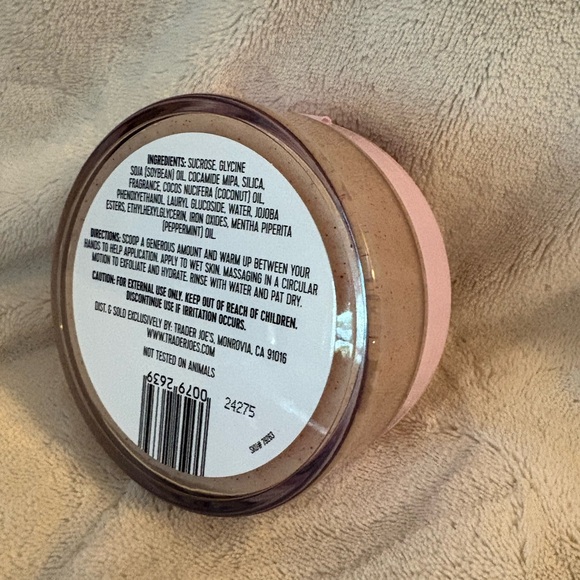 INGREDIENTS: SUCROSE, GLYCINE
SOJA (SOYBEAN) OIL, COCAMIDE MIPA, SILICA,
FRAGRANCE, COCOS NUCIFERA (COCONUT) OIL,
PHENOXYETHANOL, LAURYL GLUCOSIDE, WATER, JOJOBA
ESTERS, ETHYLHEXYLGLYCERIN, IRON OXIDES, MENTHA PIPERITA
(PEPPERMINT) OIL.
DIRECTIONS: SCOOP A GENEROUS AMOUNT AND WARM UP BETWEEN YOUR
HANDS TO HELP APPLICATION. APPLY TO WET SKIN. MASSAGING IN A CIRCULAR
MOTION TO EXFOLIATE AND HYDRATE. RINSE WITH WATER AND PAT DRY.
CAUTION: FOR EXTERNAL USE ONLY. KEEP OUT OF REACH OF CHILDREN.
DISCONTINUE USE IF IRRITATION OCCURS.
DIST. & SOLD EXCLUSIVELY BY: TRADER JOE'S, MONROVIA, CA 91016
WWW.TRADERJOES.COM
NOT TESTED ON ANIMALS
0079 2639
24275
SKU#